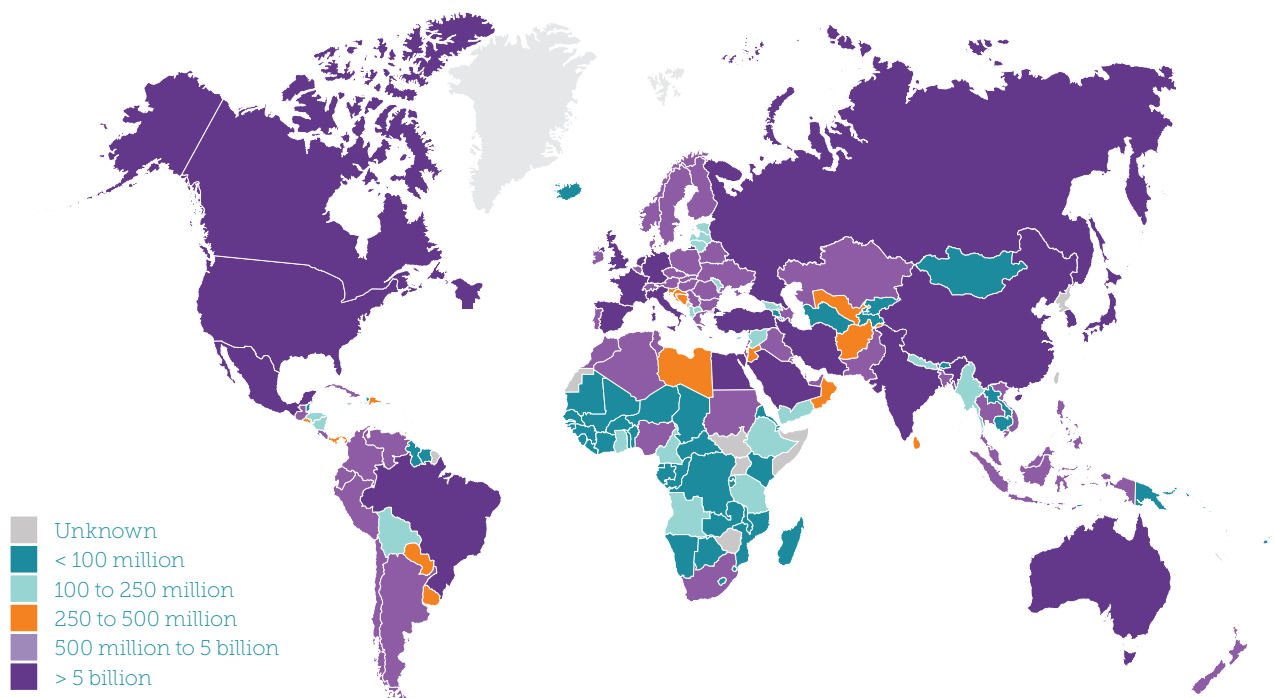 Unknown
< 100 million
100 to 250 million
250 to 500 million
500 million to 5 billion
> 5 billion